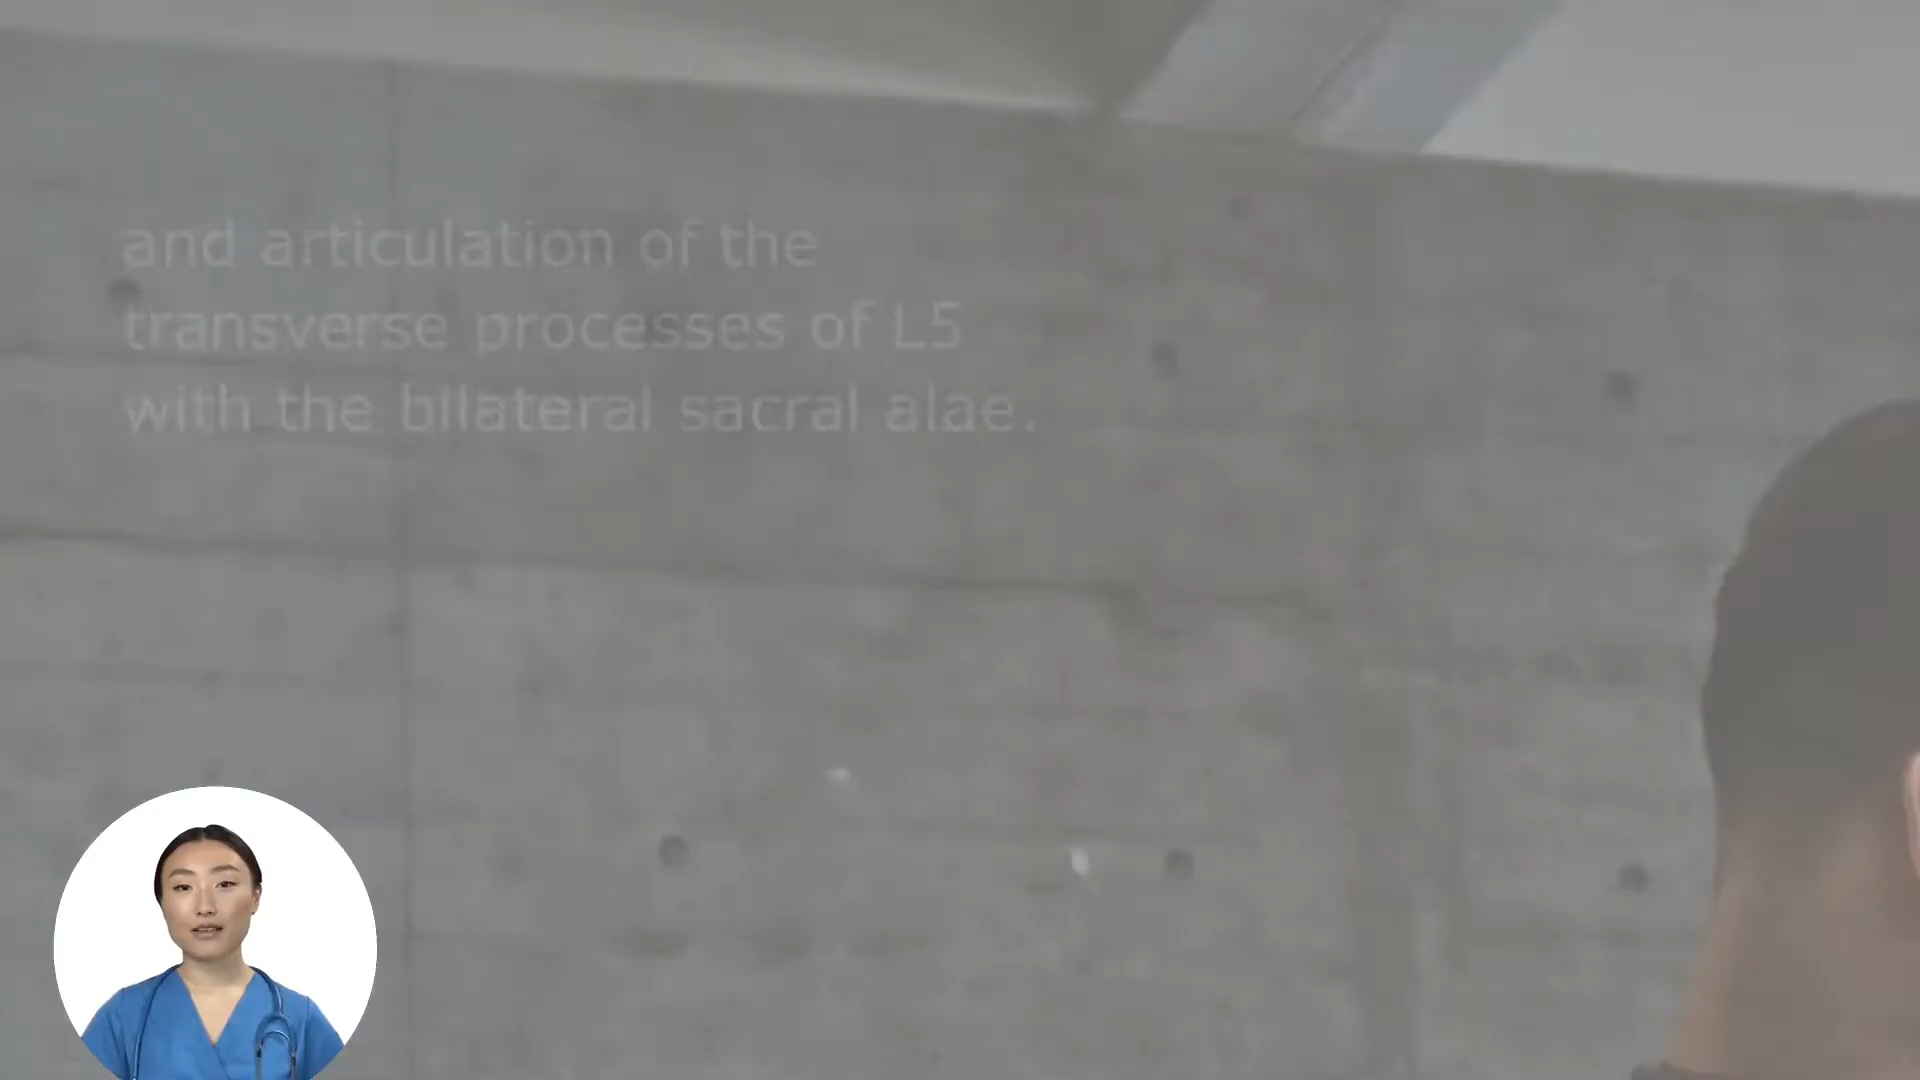 and articulation of the
transverse processes of L5
with the bilateral sacral alae.